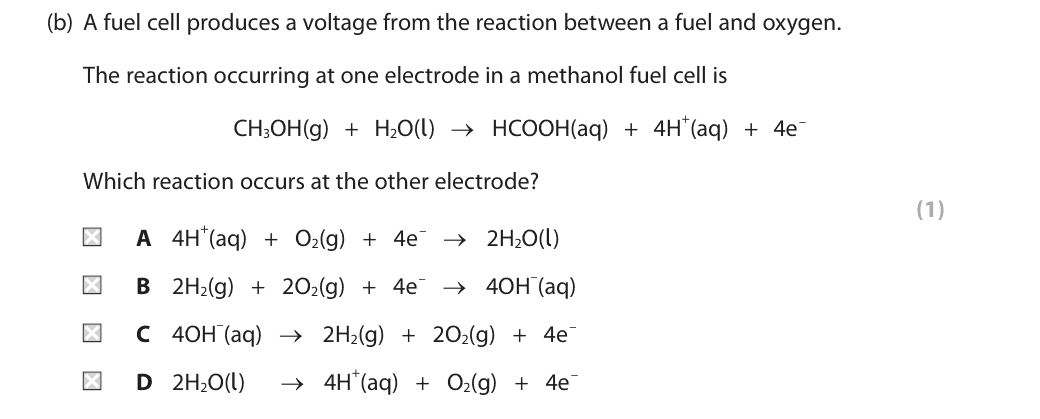 (b) A fuel cell produces a voltage from the reaction between a fuel and oxygen.
The reaction occurring at one electrode in a methanol fuel cell is
CH₃OH(g) + H₂O(l) → HCOOH(aq) + 4H⁺(aq) + 4e⁻
Which reaction occurs at the other electrode?
(1)
A 4H⁺(aq) + O₂(g) + 4e⁻ → 2H₂O(l)
B 2H₂(g) + 2O₂(g) + 4e⁻ → 4OH⁻(aq)
C 4OH⁻(aq) → 2H₂(g) + 2O₂(g) + 4e⁻
D 2H₂O(l) → 4H⁺(aq) + O₂(g) + 4e⁻